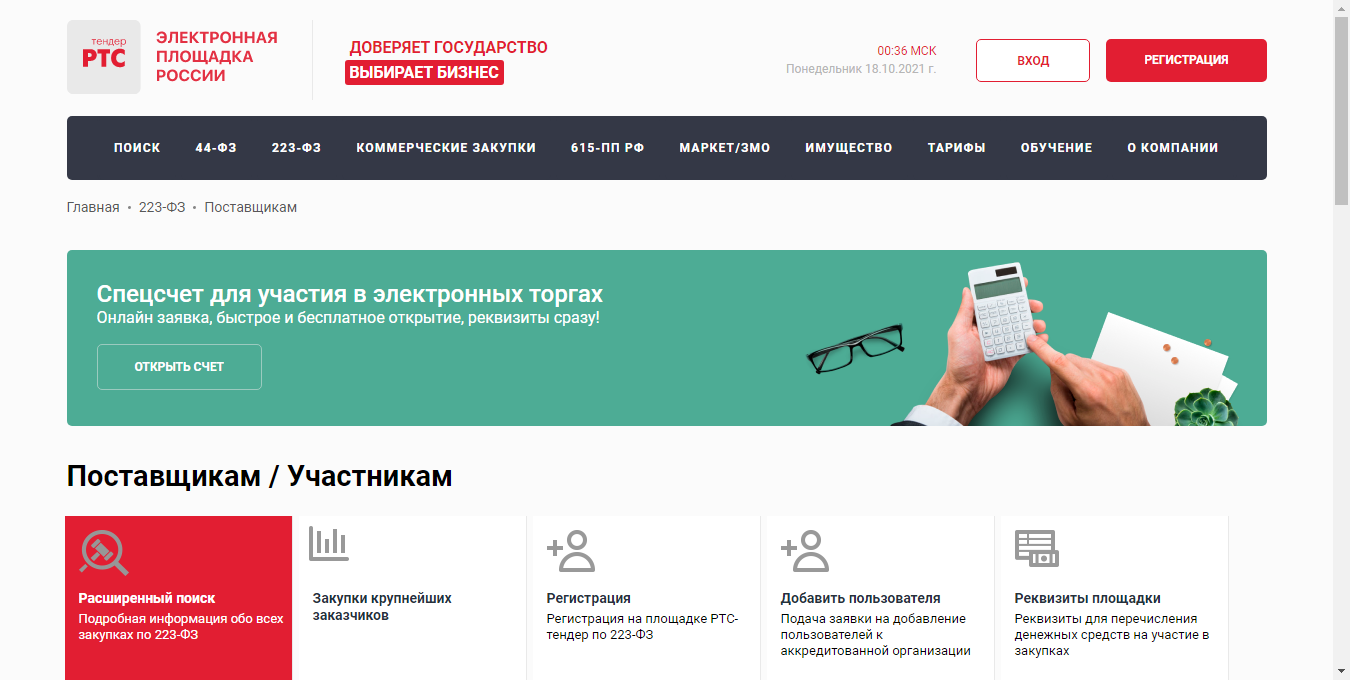 тендер
РТС
ЭЛЕКТРОННАЯ
ПЛОЩАДКА
РОССИИ
ДОВЕРЯЕТ ГОСУДАРСТВО
ВЫБИРАЕТ БИЗНЕС
00:36 МСК
Понедельник 18.10.2021 г.
ВХОД
РЕГИСТРАЦИЯ
ПОИСК 44-ФЗ 223-ФЗ КОММЕРЧЕСКИЕ ЗАКУПКИ 615-ПП РФ МАРКЕТ/ЗМО ИМУЩЕСТВО ТАРИФЫ ОБУЧЕНИЕ О КОМПАНИИ
Главная • 223-ФЗ • Поставщикам
Спецсчет для участия в электронных торгах
Онлайн заявка, быстрое и бесплатное открытие, реквизиты сразу!
ОТКРЫТЬ СЧЕТ
Поставщикам / Участникам
Расширенный поиск
Подробная информация обо всех
закупках по 223-ФЗ
Закупки крупнейших
заказчиков
Регистрация
Регистрация на площадке РТС-
тендер по 223-ФЗ
Добавить пользователя
Подача заявки на добавление
пользователей к
аккредитованной организации
Реквизиты площадки
Реквизиты для перечисления
денежных средств на участие в
закупках